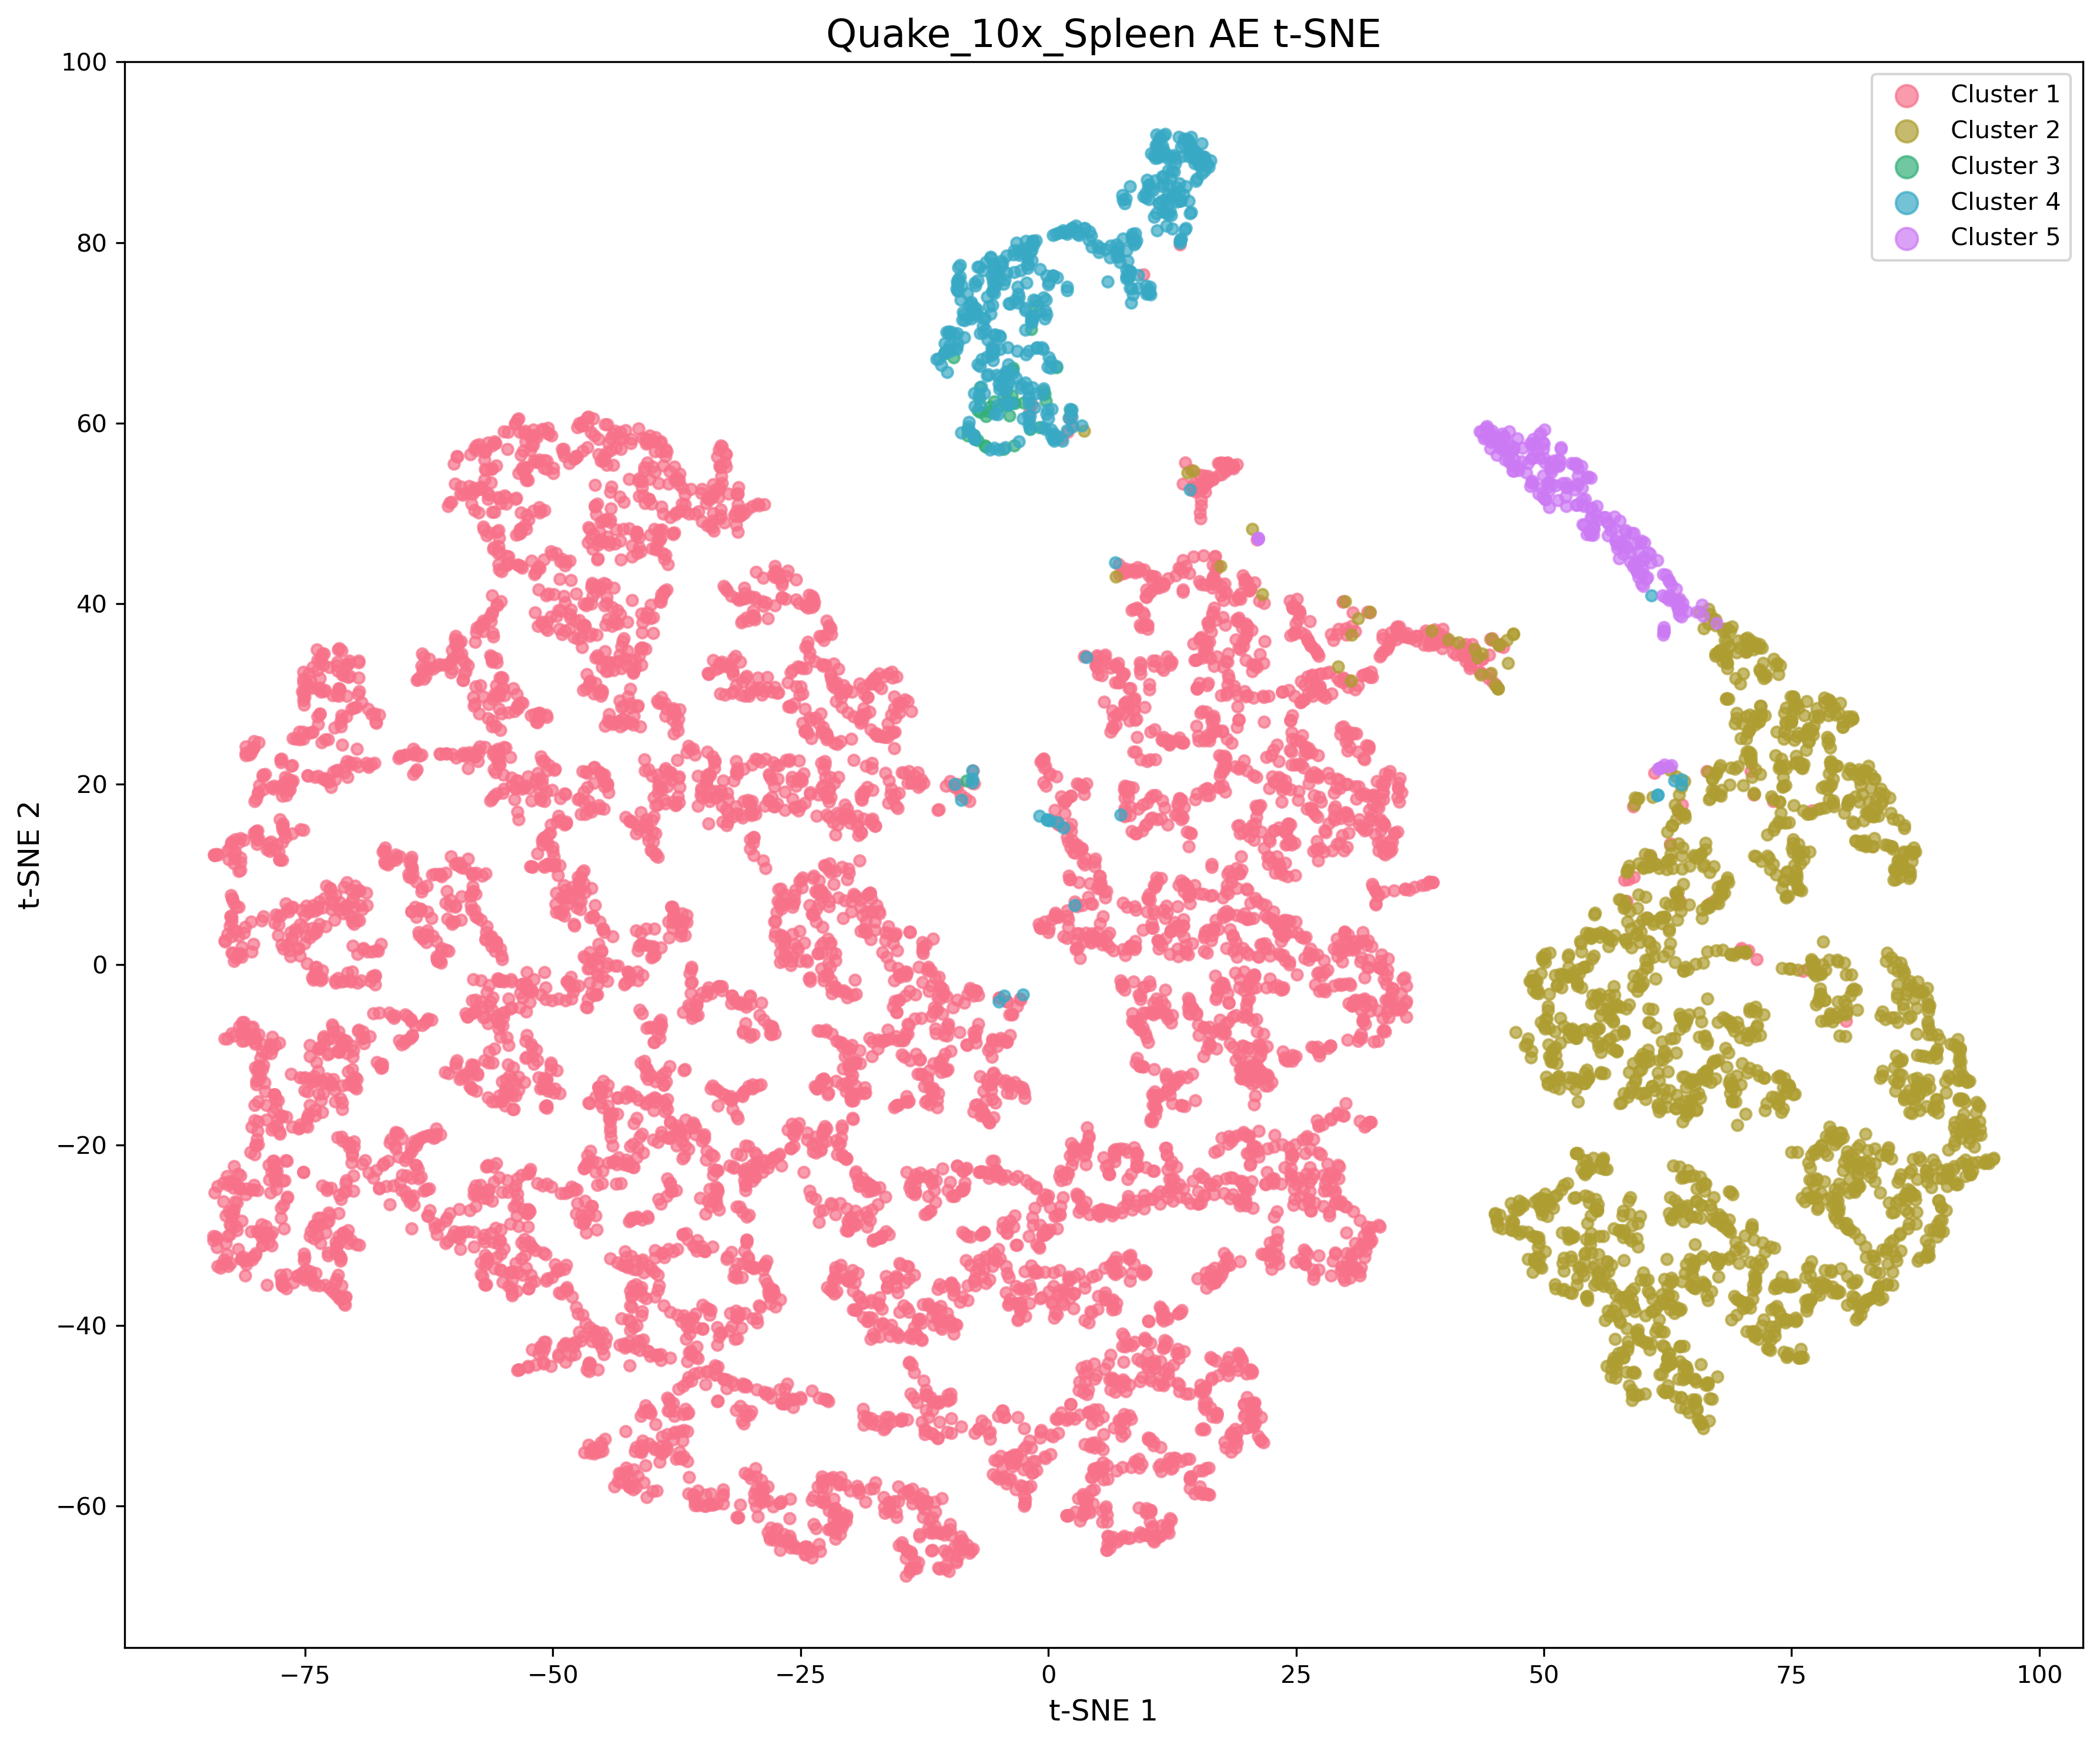 Quake_10x_Spleen AE t-SNE
Cluster 1
Cluster 2
Cluster 3
Cluster 4
Cluster 5
t-SNE 2
100
80
60
40
20
0
−20
−40
−60
−75
−50
−25
0
25
50
75
100
t-SNE 1